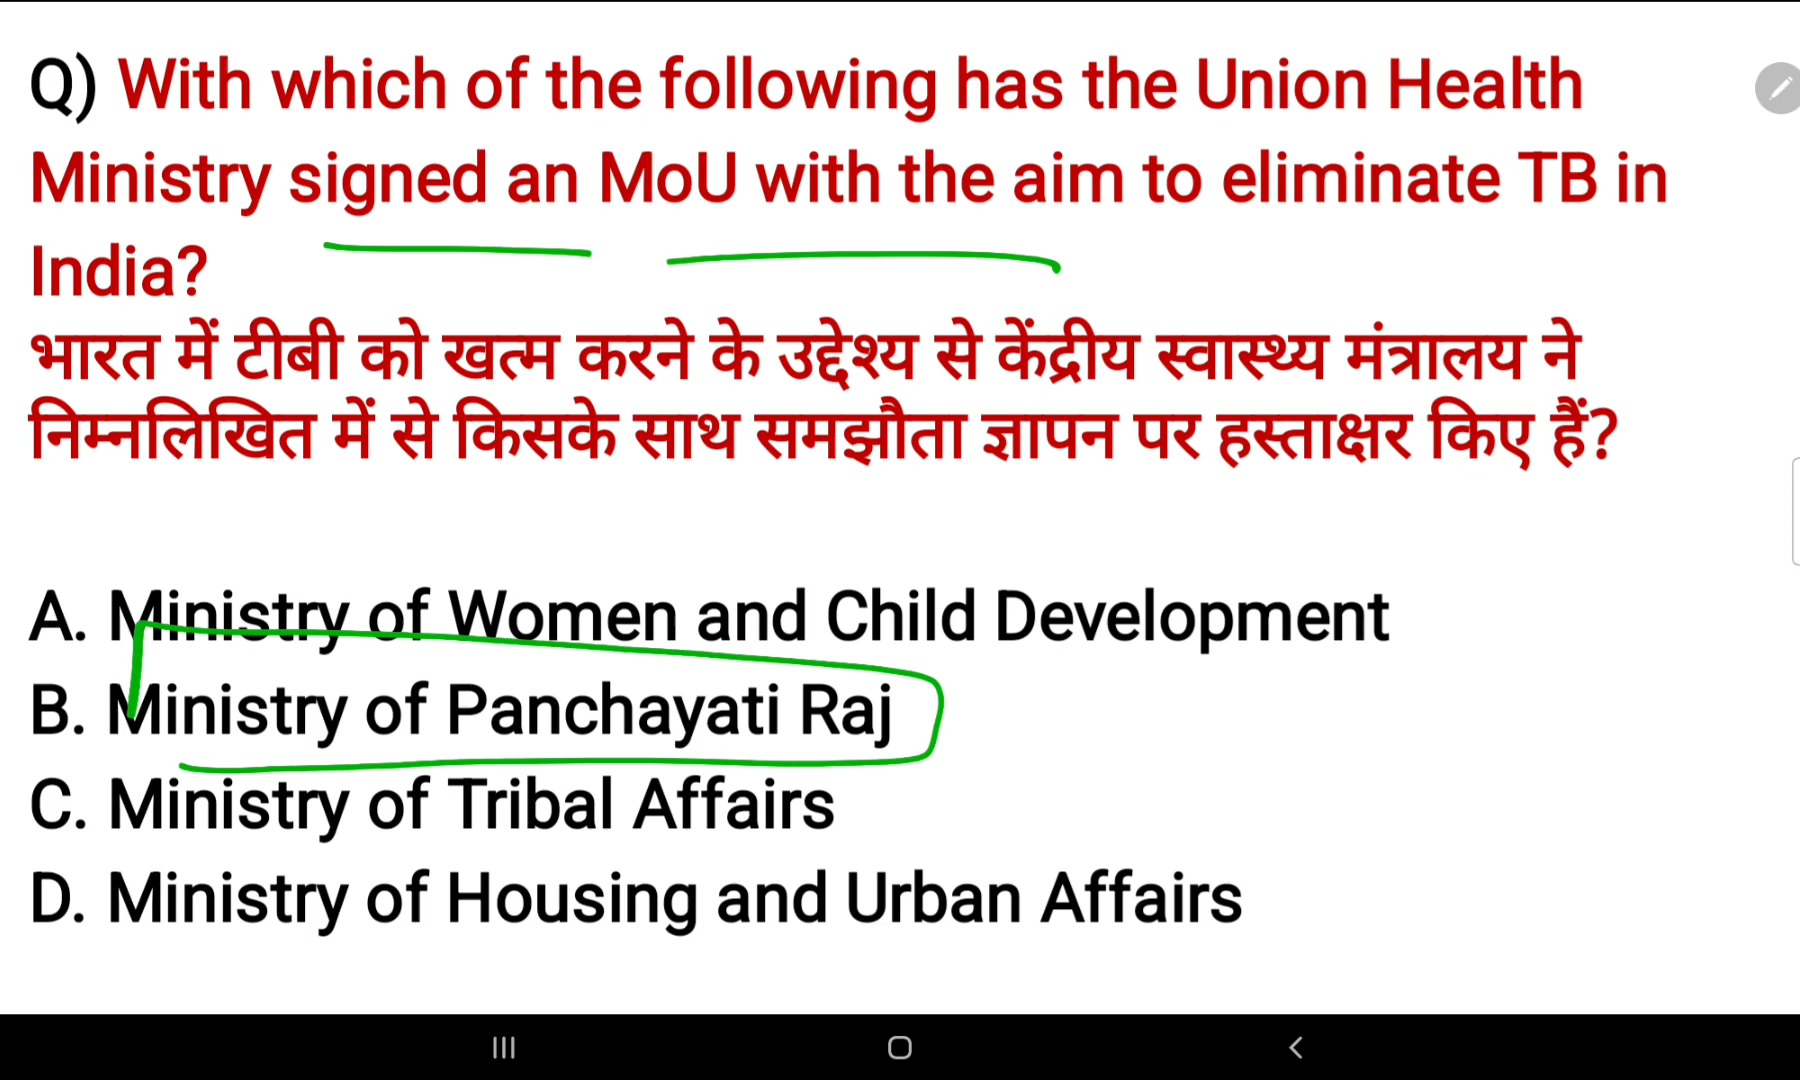 Q) With which of the following has the Union Health
Ministry signed an MoU with the aim to eliminate TB in
India?
भारत में टीबी को खत्म करने के उद्देश्य से केंद्रीय स्वास्थ्य मंत्रालय ने
निम्नलिखित में से किसके साथ समझौता ज्ञापन पर हस्ताक्षर किए हैं?
A. Ministry of Women and Child Development
B. Ministry of Panchayati Raj
C. Ministry of Tribal Affairs
D. Ministry of Housing and Urban Affairs